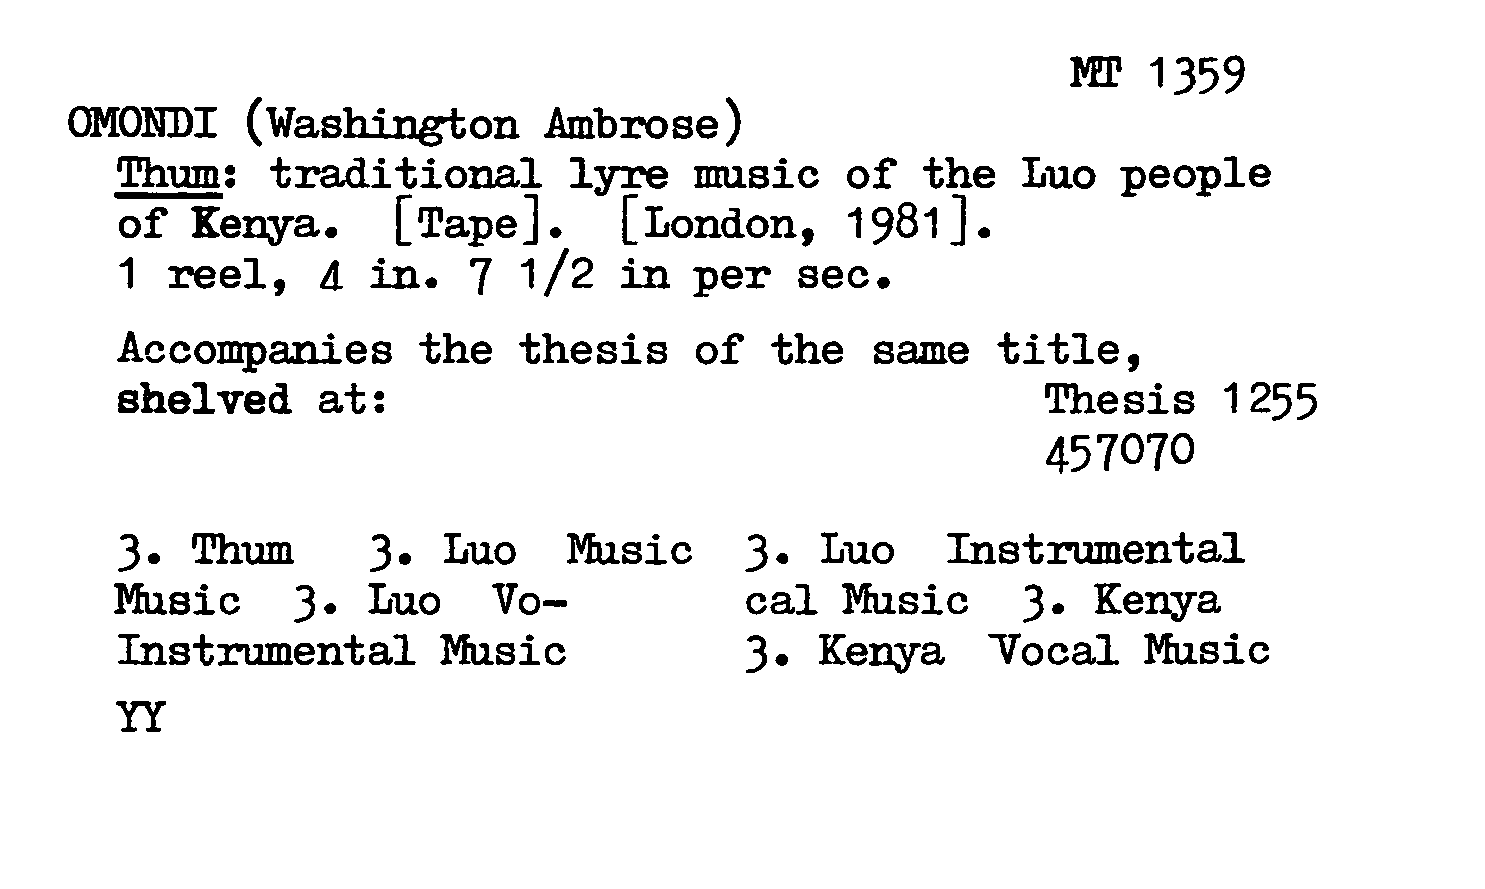 MT 1359
OMONDI (Washington Ambrose)
Thum: traditional lyre music of the Luo people
of Kenya. [Tape]. [London, 1981].
1 reel, 4 in. 7 1/2 in per sec.
Accompanies the thesis of the same title,
shelved at: Thesis 1255
457070
3. Thum 3. Luo Music 3. Luo Instrumental
Music 3. Luo Vo- cal Music 3. Kenya
Instrumental Music 3. Kenya Vocal Music
YY